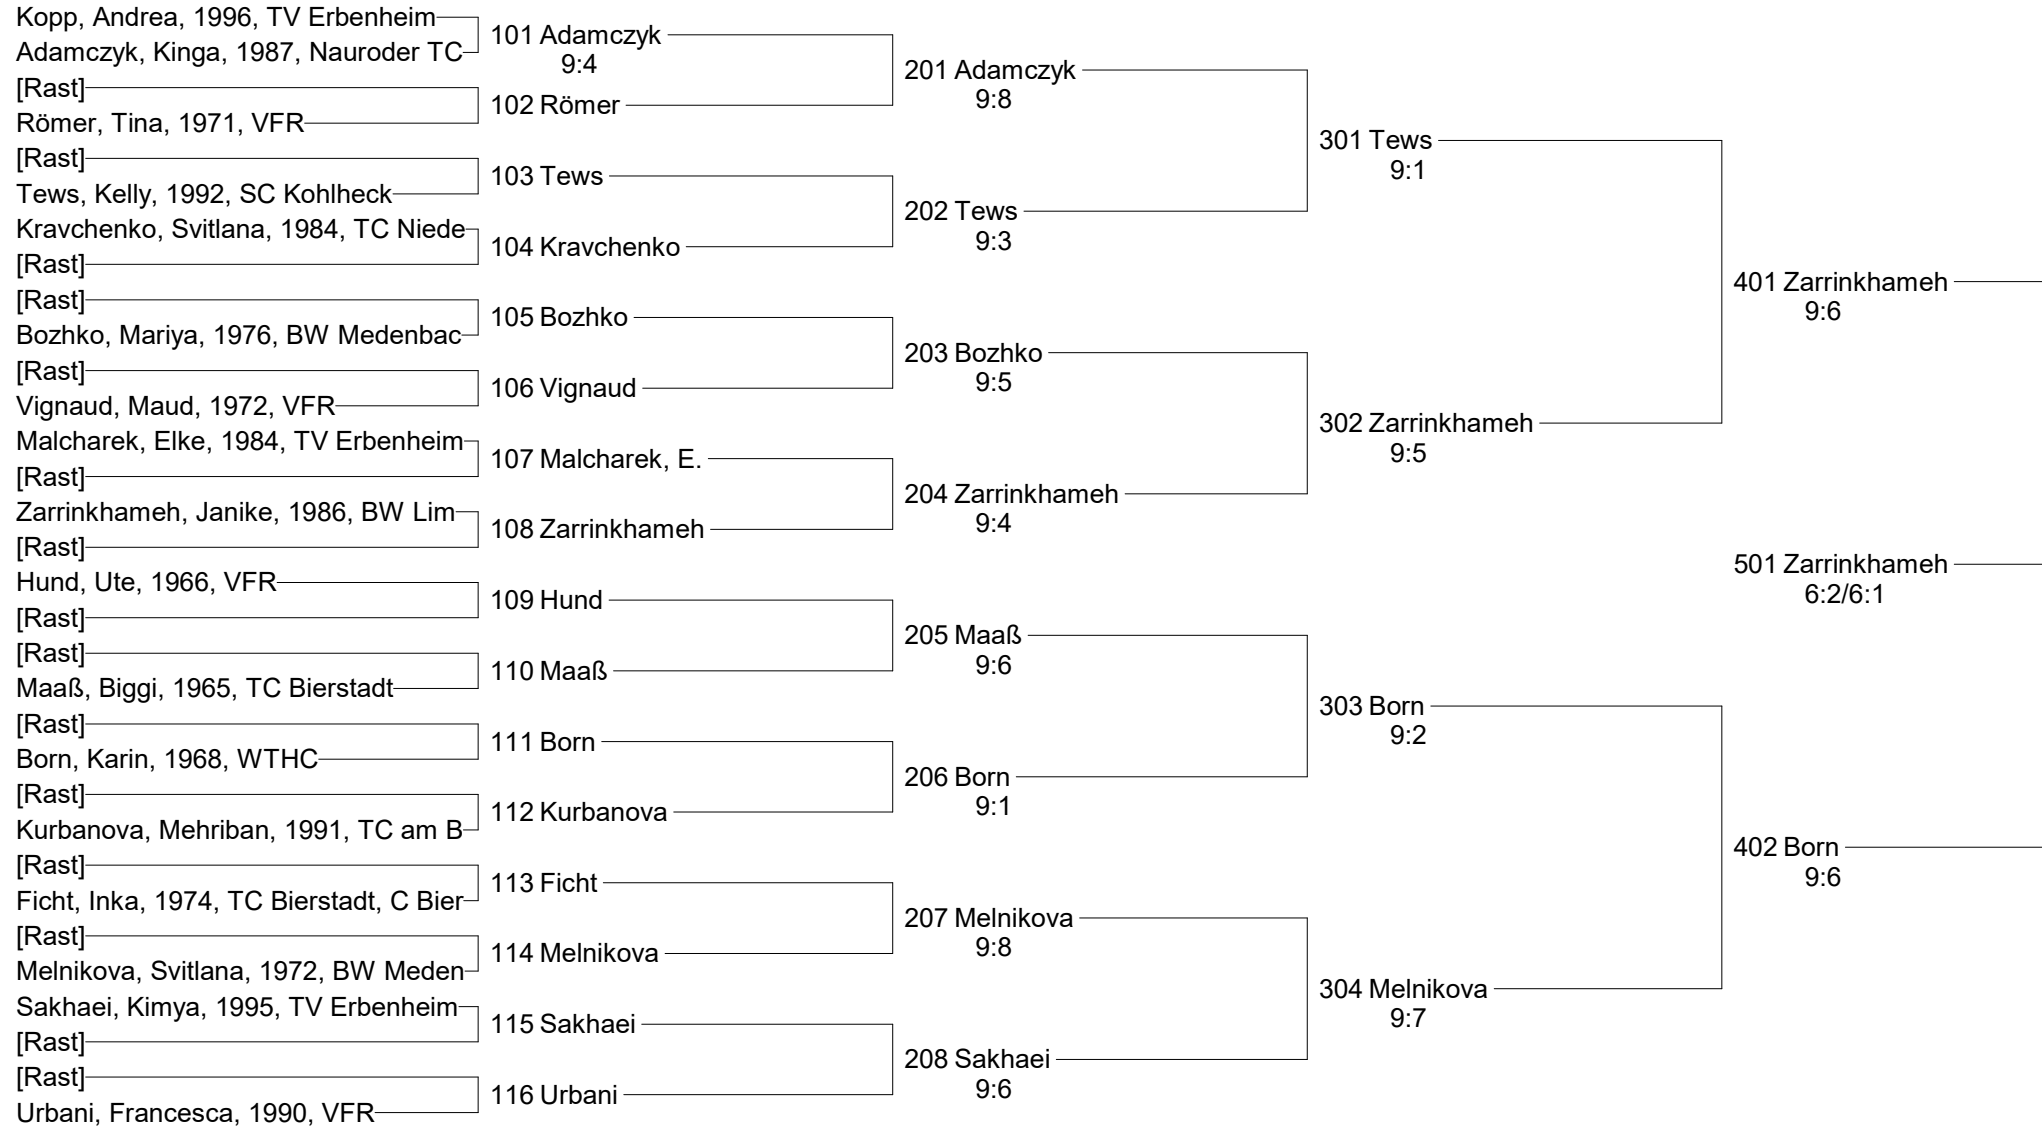 Kopp, Andrea, 1996, TV Erbenheim
Adamczyk, Kinga, 1987, Nauroder TC
[Rast]
Römer, Tina, 1971, VFR
[Rast]
Tews, Kelly, 1992, SC Kohlheck
Kravchenko, Svitlana, 1984, TC Niede
[Rast]
[Rast]
Bozhko, Mariya, 1976, BW Medenbac
[Rast]
Vignaud, Maud, 1972, VFR
Malcharek, Elke, 1984, TV Erbenheim
[Rast]
Zarrinkhameh, Janike, 1986, BW Lim
[Rast]
Hund, Ute, 1966, VFR
[Rast]
[Rast]
Maaß, Biggi, 1965, TC Bierstadt
[Rast]
Born, Karin, 1968, WTHC
[Rast]
Kurbanova, Mehriban, 1991, TC am B
[Rast]
Ficht, Inka, 1974, TC Bierstadt, C Bier
[Rast]
Melnikova, Svitlana, 1972, BW Meden
Sakhaei, Kimya, 1995, TV Erbenheim
[Rast]
[Rast]
Urbani, Francesca, 1990, VFR
101 Adamczyk
9:4
102 Römer
103 Tews
104 Kravchenko
105 Bozhko
106 Vignaud
107 Malcharek, E.
108 Zarrinkhameh
109 Hund
110 Maaß
111 Born
112 Kurbanova
113 Ficht
114 Melnikova
115 Sakhaei
116 Urbani
201 Adamczyk
9:8
202 Tews
9:3
203 Bozhko
9:5
204 Zarrinkhameh
9:4
205 Maaß
9:6
206 Born
9:1
207 Melnikova
9:8
208 Sakhaei
9:6
301 Tews
9:1
302 Zarrinkhameh
9:5
303 Born
9:2
304 Melnikova
9:7
401 Zarrinkhameh
9:6
501 Zarrinkhameh
6:2/6:1
402 Born
9:6